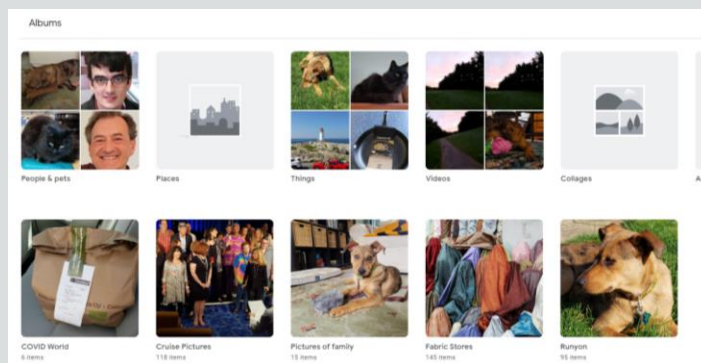 Albums
People & pets
Places
Things
Videos
Collages
A
COVID World
6 items
Cruise Pictures
118 items
Pictures of family
15 items
Fabric Stores
145 items
Runyon
95 items